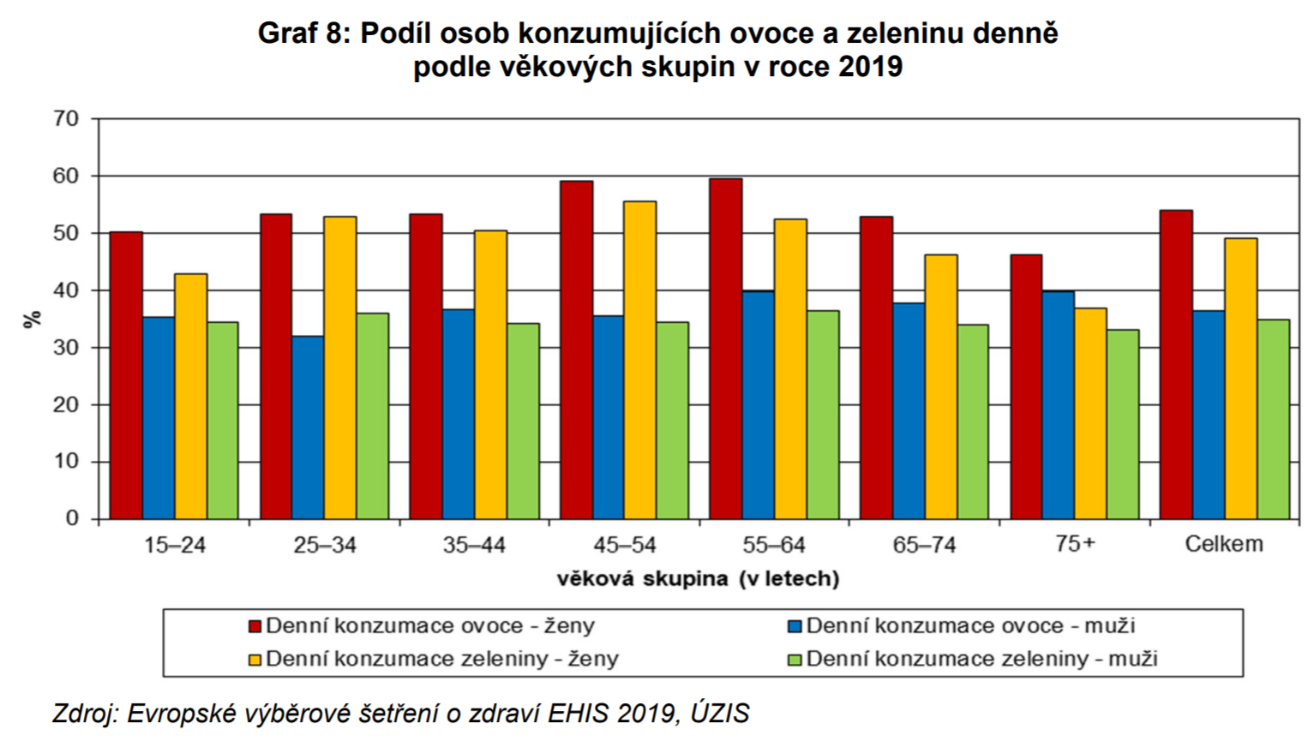 Graf 8: Podíl osob konzumujících ovoce a zeleninu denně
podle věkových skupin v roce 2019
70
60
50
40
30
20
10
0
%
15–24 25–34 35–44 45–54 55–64 65–74 75+ Celkem
věková skupina (v letech)
Denní konzumace ovoce - ženy Denní konzumace ovoce - muži
Denní konzumace zeleniny - ženy Denní konzumace zeleniny - muži
Zdroj: Evropské výběrové šetření o zdraví EHIS 2019, ÚZIS